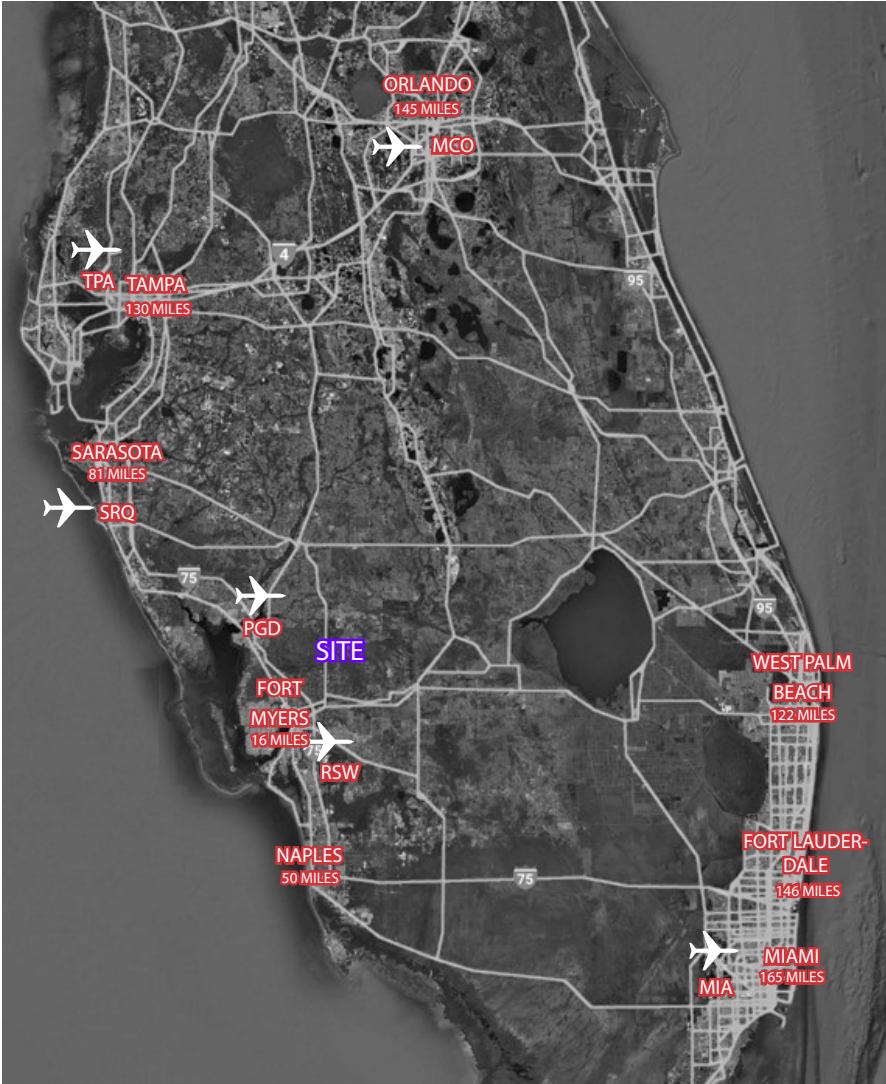 ORLANDO
145 MILES
MCO
4
TPA
TAMPA
130 MILES
95
SARASOTA
81 MILES
SRQ
75
PGD
95
SITE
WEST PALM
BEACH
122 MILES
FORT
MYERS
16 MILES
75
RSW
NAPLES
50 MILES
75
FORT LAUDER-
DALE
146 MILES
MIAMI
165 MILES
MIA